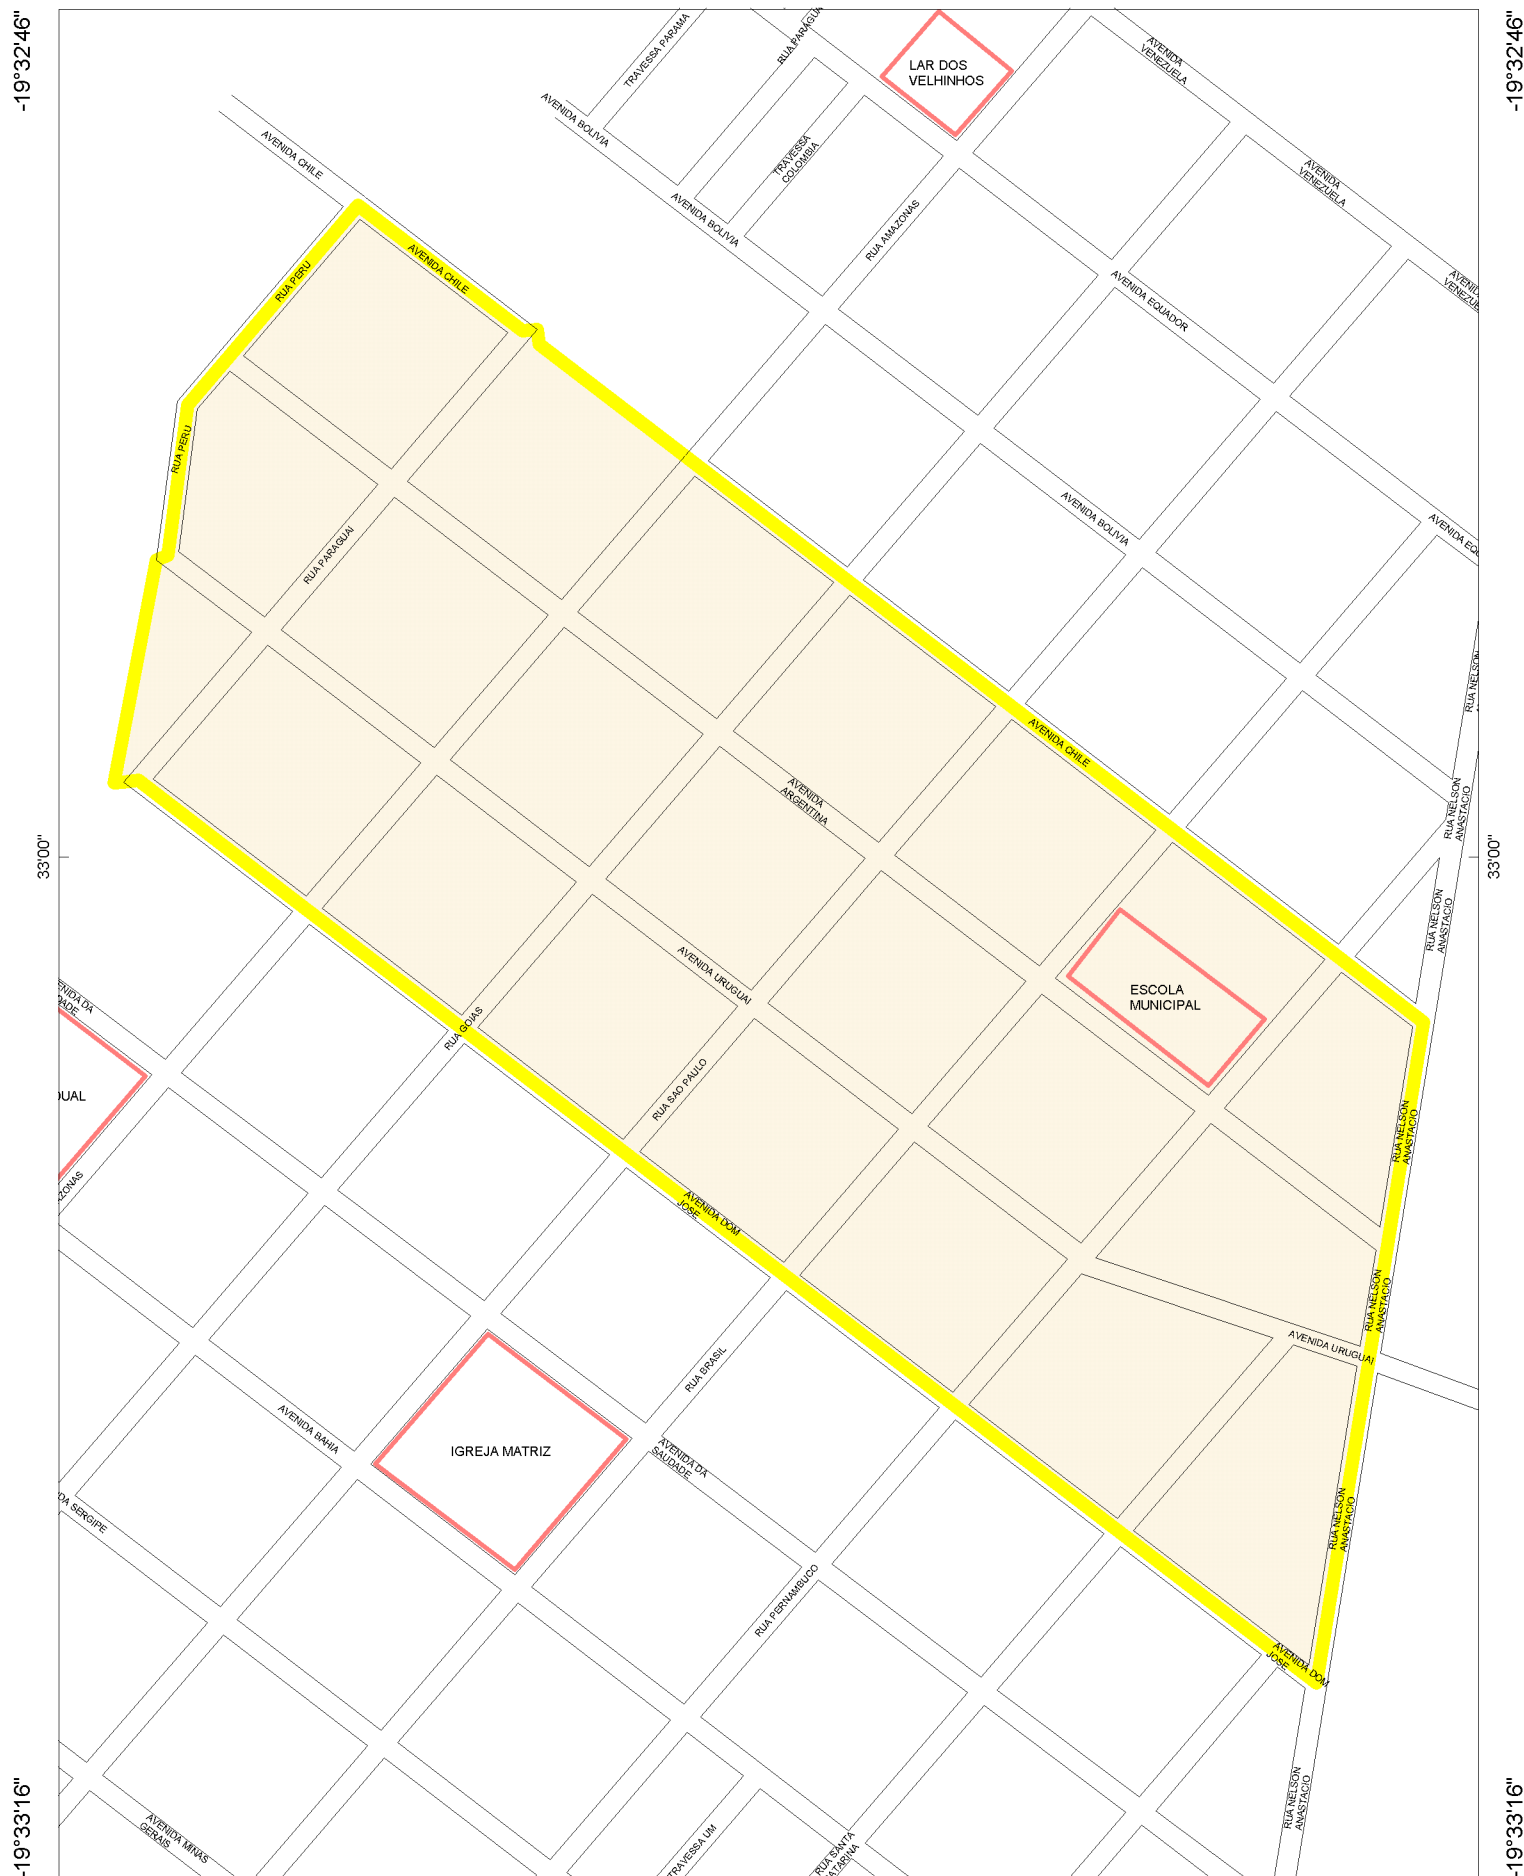 -19°32'46"
-19°32'46"
TRAVESSA PARAMA
LAR DOS
VELHINHOS
AVENIDA
VENEZUELA
AVENIDA BOLIVIA
AVENIDA CHILE
TRAVESSA
COLOMBIA
AVENIDA
VENEZUELA
AVENIDA BOLIVIA
RUA AMAZONAS
RUA PERU
AVENIDA CHILE
AVENIDA EQUADOR
RUA PERU
AVENIDA BOLIVIA
RUA PARAGUAI
AVENIDA CHILE
AVENIDA
ARGENTINA
RUA NELSON
ANASTACIO
33'00"
33'00"
RUA NELSON
ANASTACIO
AVENIDA URUGUAI
ESCOLA
MUNICIPAL
RUA GOIAS
RUA SAO PAULO
RUA NELSON
ANASTACIO
AVENIDA DOM
JOSE
RUA NELSON
ANASTACIO
AVENIDA URUGUAI
RUA BRASIL
AVENIDA BAHIA
IGREJA MATRIZ
AVENIDA DA
SAUDADE
RUA NELSON
ANASTACIO
RUA PERNAMBUCO
AVENIDA DOM
JOSE
RUA NELSON
ANASTACIO
AVENIDA MINAS
GERAIS
-19°33'16"
-19°33'16"